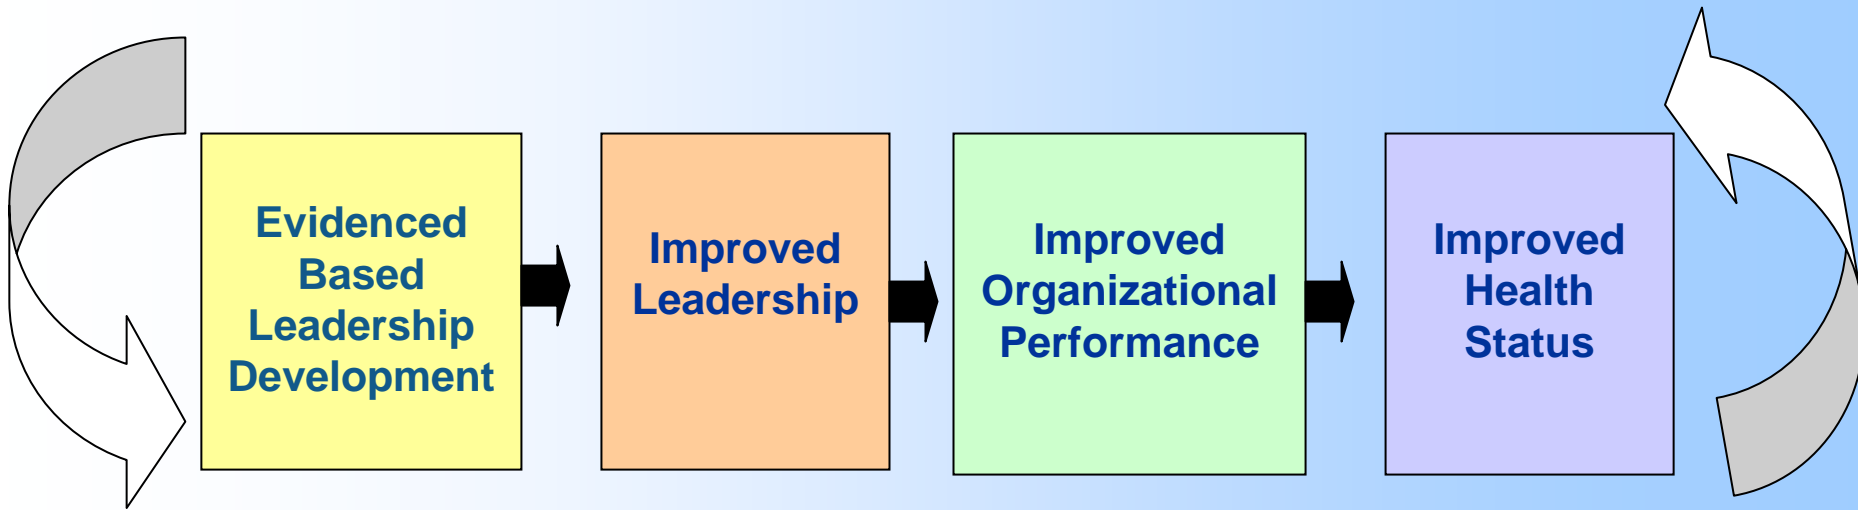 Evidenced
Based
Leadership
Development
Improved
Leadership
Improved
Organizational
Performance
Improved
Health
Status